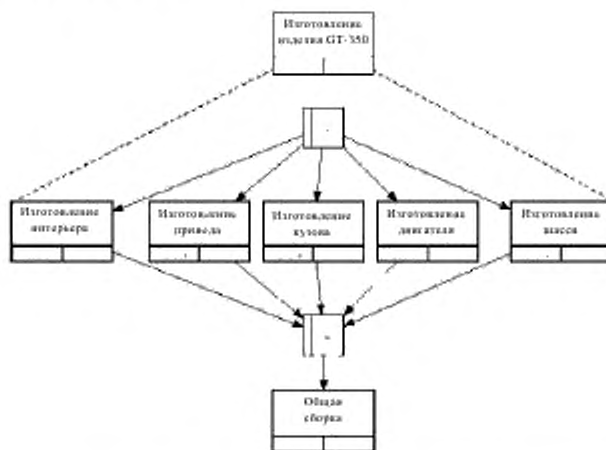 Изготовление
изделия GT-350
Изготовление
интерьера
Изготовление
привода
Изготовление
кузова
Изготовление
двигателя
Изготовление
шасси
Общая
сборка